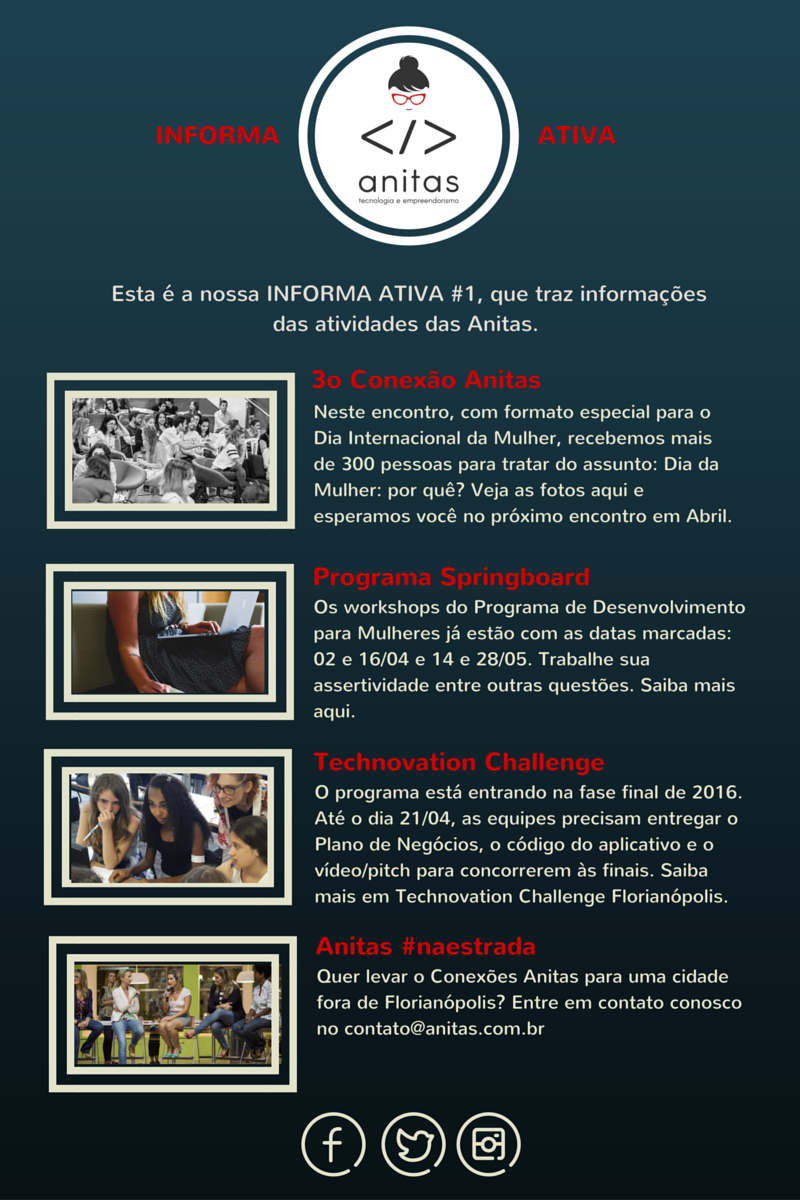 INFORMA
</>
anitas
tecnologia e empreendorismo
ATIVA
Esta é a nossa INFORMA ATIVA #1, que traz informações
das atividades das Anitas.
3o Conexão Anitas
Neste encontro, com formato especial para o
Dia Internacional da Mulher, recebemos mais
de 300 pessoas para tratar do assunto: Dia da
Mulher: por quê? Veja as fotos aqui e
esperamos você no próximo encontro em Abril.
Programa Springboard
Os workshops do Programa de Desenvolvimento
para Mulheres já estão com as datas marcadas:
02 e 16/04 e 14 e 28/05. Trabalhe sua
assertividade entre outras questões. Saiba mais
aqui.
Technovation Challenge
O programa está entrando na fase final de 2016.
Até o dia 21/04, as equipes precisam entregar o
Plano de Negócios, o código do aplicativo e o
vídeo/pitch para concorrerem às finais. Saiba
mais em Technovation Challenge Florianópolis.
Anitas #naestrada
Quer levar o Conexões Anitas para uma cidade
fora de Florianópolis? Entre em contato conosco
no contato@anitas.com.br